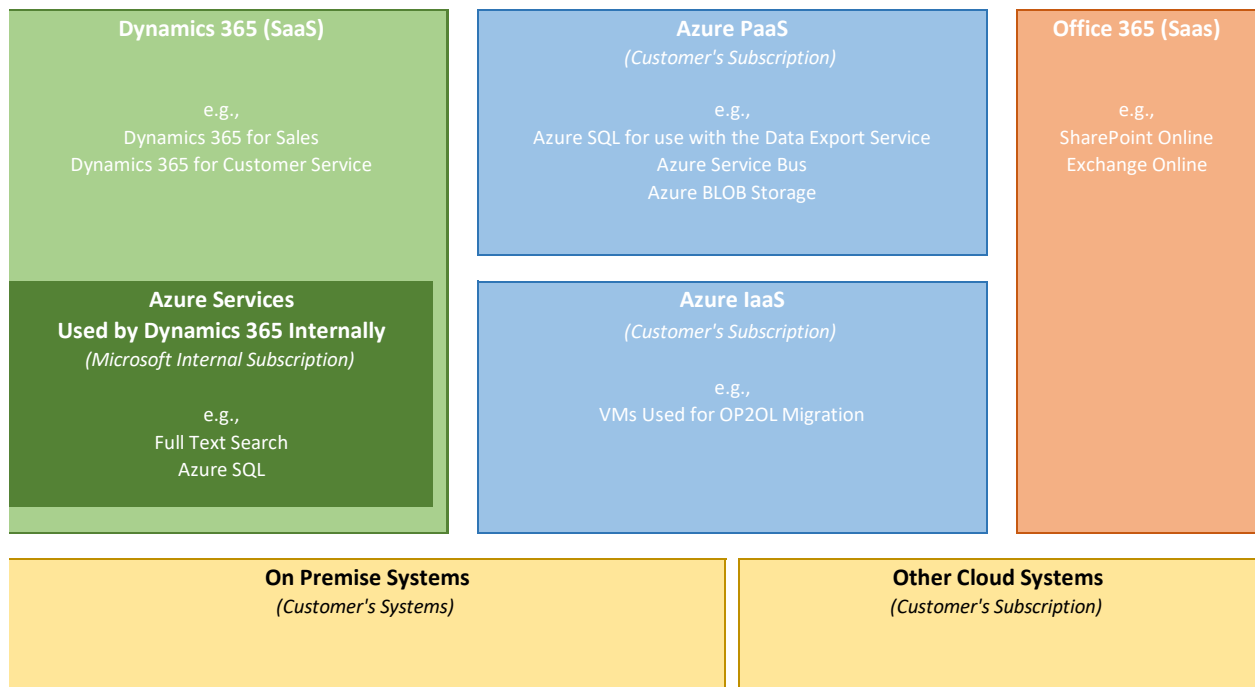 Dynamics 365 (SaaS)
e.g.,
Dynamics 365 for Sales
Dynamics 365 for Customer Service
Azure Services
Used by Dynamics 365 Internally
(Microsoft Internal Subscription)
e.g.,
Full Text Search
Azure SQL
Azure PaaS
(Customer's Subscription)
e.g.,
Azure SQL for use with the Data Export Service
Azure Service Bus
Azure BLOB Storage
Azure IaaS
(Customer's Subscription)
e.g.,
VMs Used for OP2OL Migration
Office 365 (Saas)
e.g.,
SharePoint Online
Exchange Online
On Premise Systems
(Customer's Systems)
Other Cloud Systems
(Customer's Subscription)